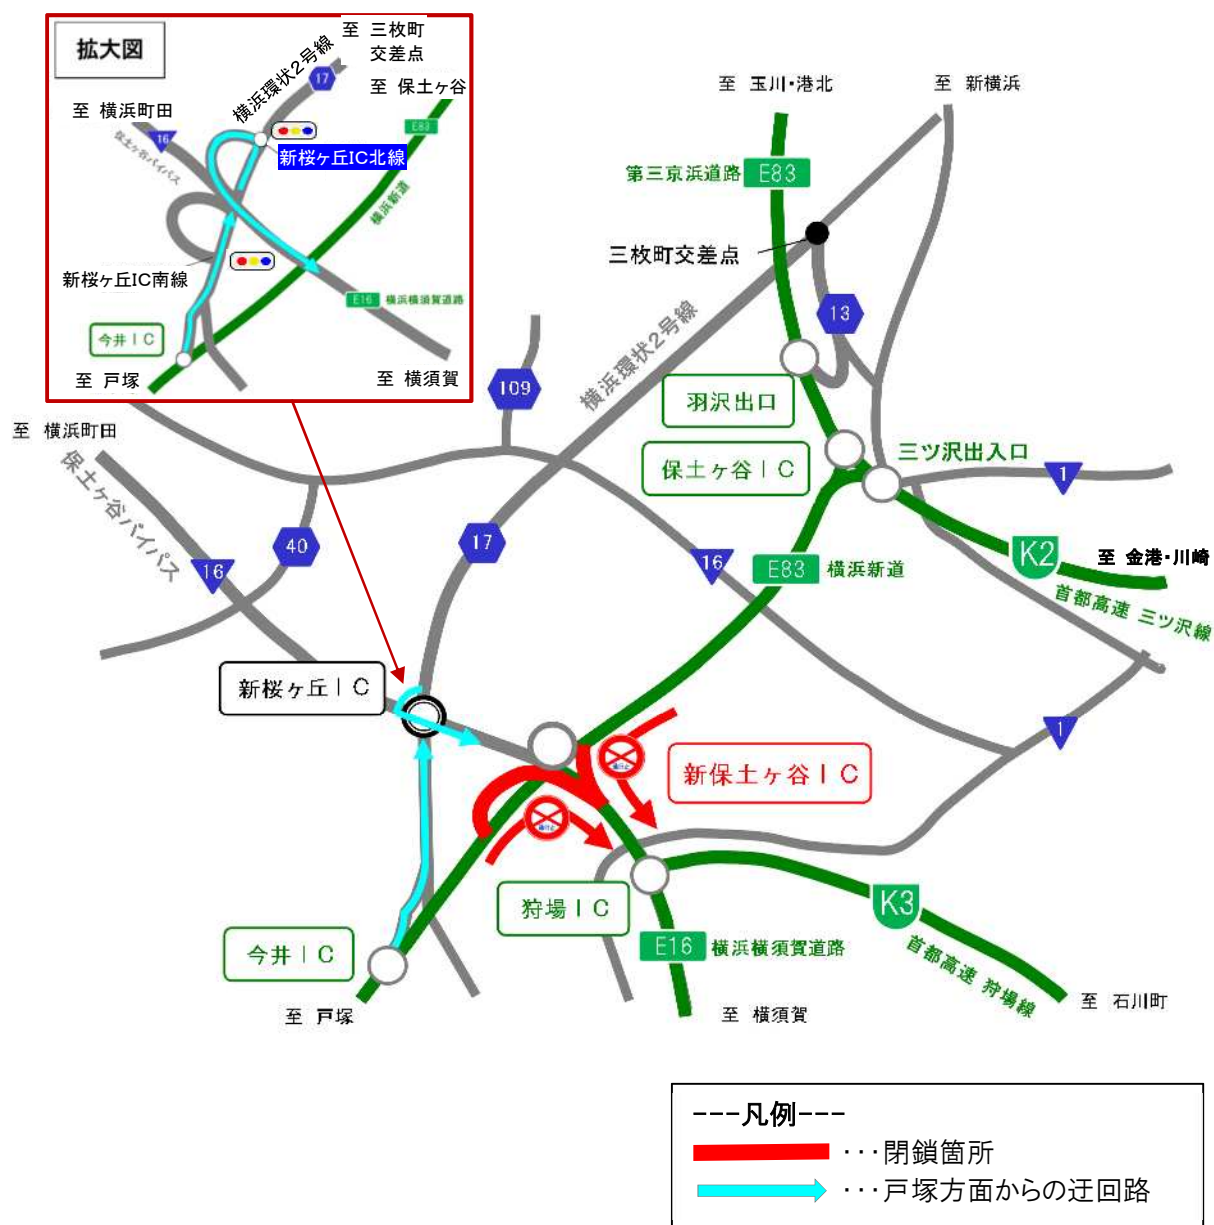 拡大図
至 三枚町
交差点
横浜環状2号線
17
至 保土ヶ谷
至 横浜町田
16
保土ヶ谷バイパス
E83
新桜ヶ丘IC北線
横浜新道
新桜ヶ丘IC南線
E16 横浜横須賀道路
今井IC
至 戸塚
至 横須賀
至 玉川・港北
至 新横浜
第三京浜道路 E83
三枚町交差点
13
横浜環状2号線
109
羽沢出口
至 横浜町田
保土ヶ谷バイパス
保土ヶ谷IC
三ツ沢出入口
1
40
17
16
16
E83 横浜新道
K2
至 金港・川崎
首都高速 三ツ沢線
新桜ヶ丘IC
1
新保土ヶ谷IC
狩場IC
K3
今井IC
E16 横浜横須賀道路
首都高速 狩場線
至 戸塚
至 横須賀
至 石川町
---凡例---
・・・閉鎖箇所
・・・戸塚方面からの迂回路